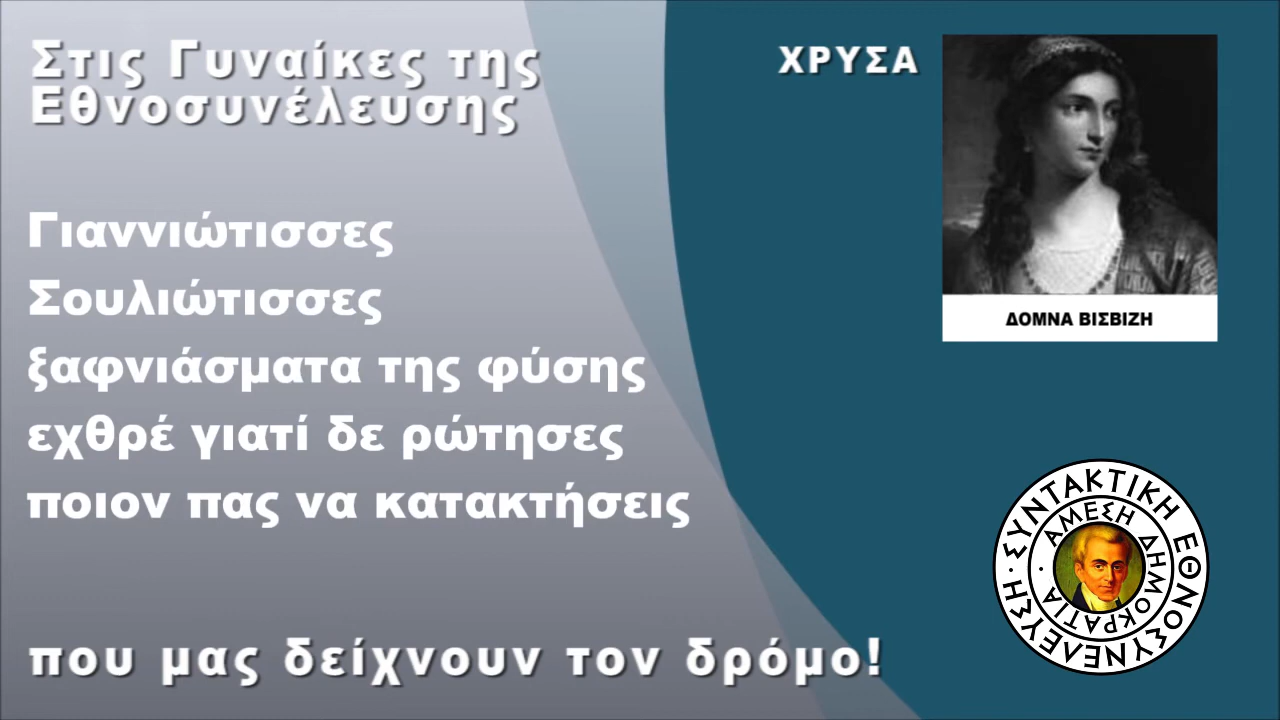 Στις Γυναίκες της
Εθνοσυνέλευσης
ΧΡΥΣΑ
ΔΟΜΝΑ ΒΙΣΒΙΖΗ
Γιαννιώτισσες
Σουλιώτισσες
ξαφνιάσματα της φύσης
εχθρέ γιατί δε ρώτησες
ποιον πας να κατακτήσεις
ΣΥΝΤΑΚΤΙΚΗ ΕΘΝΟΣΥΝΕΛΕΥΣΗ
ΑΜΕΣΗ ΔΗΜΟΚΡΑΤΙΑ
που μας δείχνουν τον δρόμο!